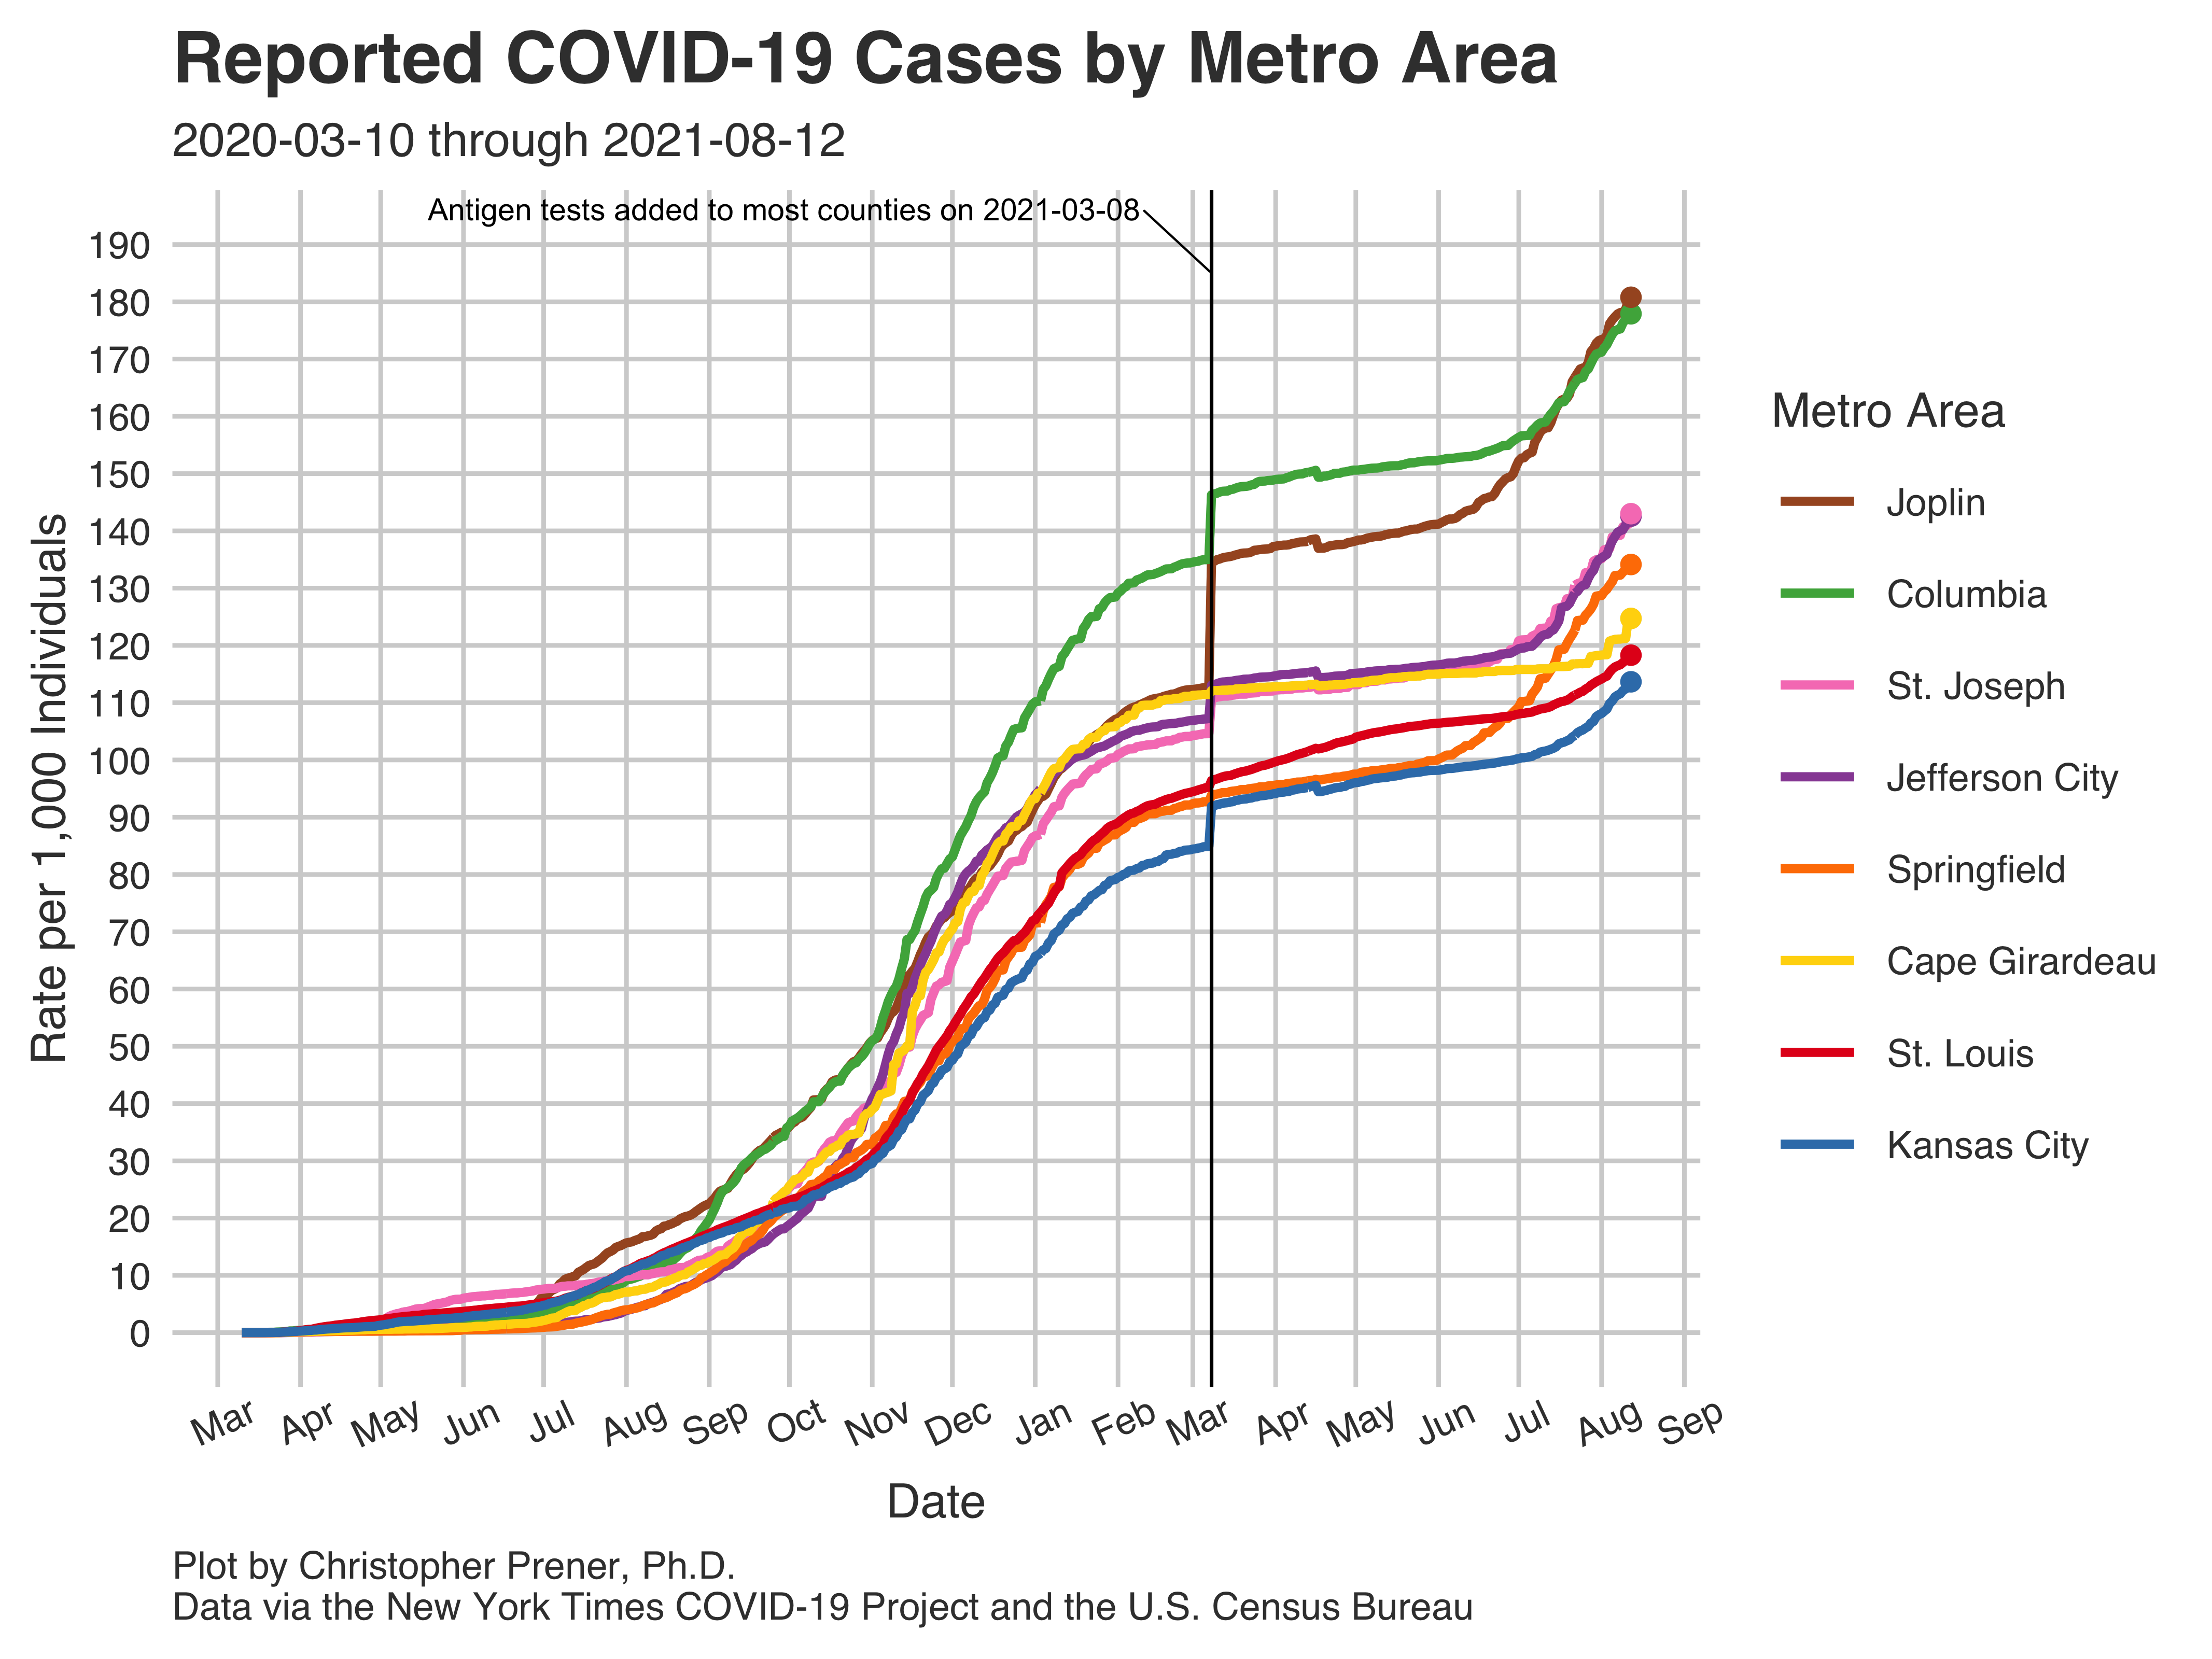 Reported COVID-19 Cases by Metro Area
2020-03-10 through 2021-08-12
Antigen tests added to most counties on 2021-03-08
190
180
170
160
150
140
130
120
110
100
90
80
70
60
50
40
30
20
10
0
Rate per 1,000 Individuals
Mar Apr May Jun Jul Aug Sep Oct Nov Dec Jan Feb Mar Apr May Jun Jul Aug Sep
Date
Metro Area
Joplin
Columbia
St. Joseph
Jefferson City
Springfield
Cape Girardeau
St. Louis
Kansas City
Plot by Christopher Prener, Ph.D.
Data via the New York Times COVID-19 Project and the U.S. Census Bureau